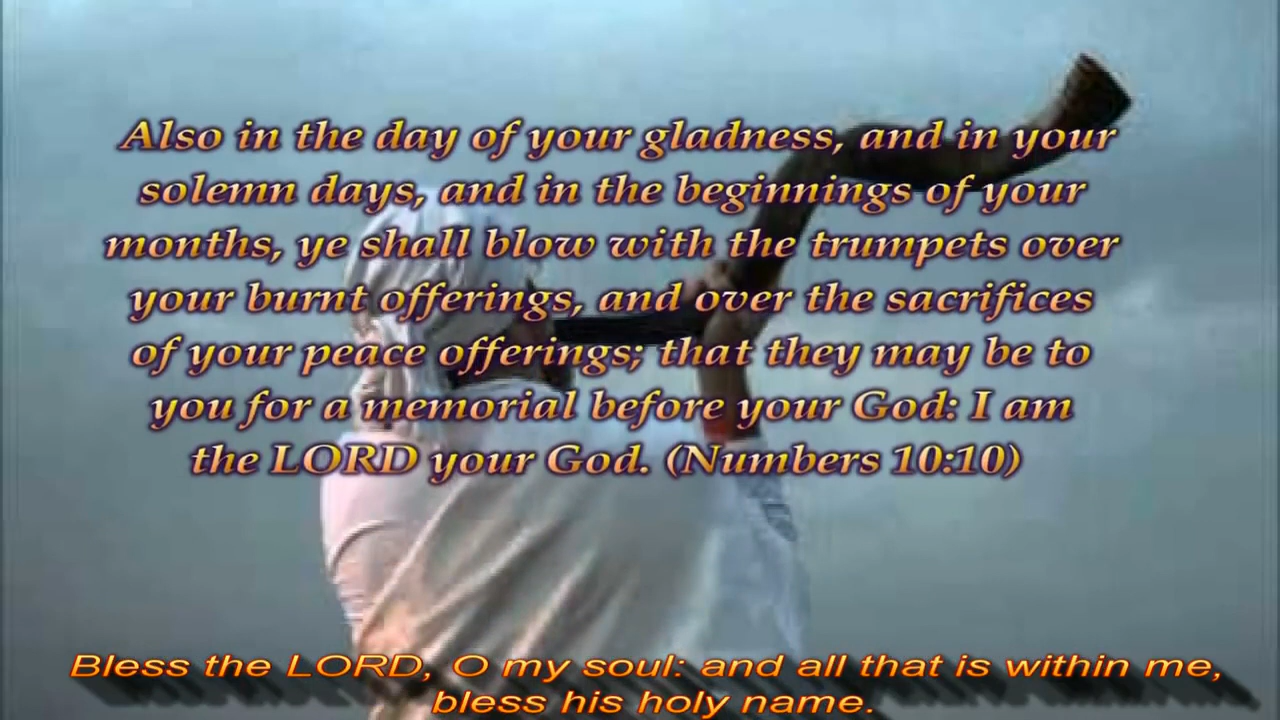 Also in the day of your gladness, and in your
solemn days, and in the beginnings of your
months, ye shall blow with the trumpets over
your burnt offerings, and over the sacrifices
of your peace offerings; that they may be to
you for a memorial before your God: I am
the LORD your God. (Numbers 10:10)
Bless the LORD, O my soul: and all that is within me,
bless his holy name.